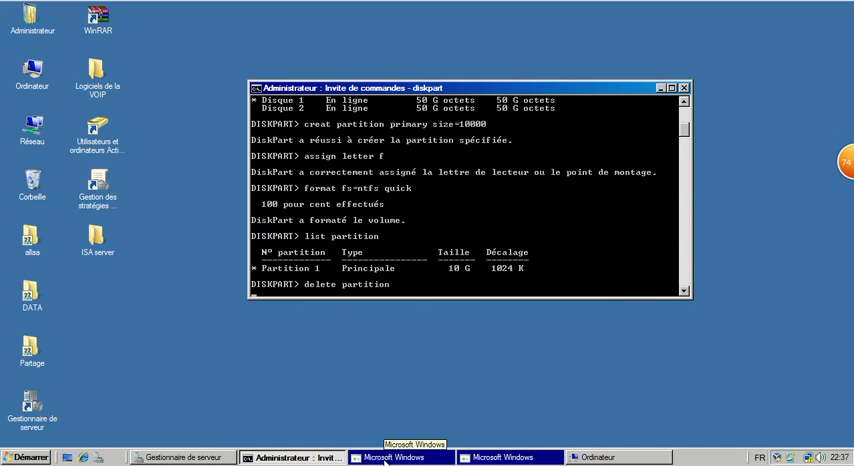 Administrateur
WinRAR
Ordinateur
Logiciels de la
VOIP
Réseau
Utilisateurs et
ordinateurs Acti...
Corbeille
Gestion des
stratégies ...
allaa
ISA server
DATA
Partage
Gestionnaire de
serveur
Administrateur : Invite de commandes - diskpart
* Disque 1 En ligne 50 G octets 50 G octets
Disque 2 En ligne 50 G octets 50 G octets
DISKPART> creat partition primary size=10000
DiskPart a réussi à créer la partition spécifiée.
DISKPART> assign letter f
DiskPart a correctement assigné la lettre de lecteur ou le point de montage.
DISKPART> format fs=ntfs quick
100 pour cent effectués
DiskPart a formaté le volume.
DISKPART> list partition
N° partition Type Taille Décalage
* Partition 1 Principale 10 G 1024 K
DISKPART> delete partition
74
Microsoft Windows
Démarrer
Gestionnaire de serveur
Administrateur : Invit...
Microsoft Windows
Microsoft Windows
Ordinateur
FR
22:37